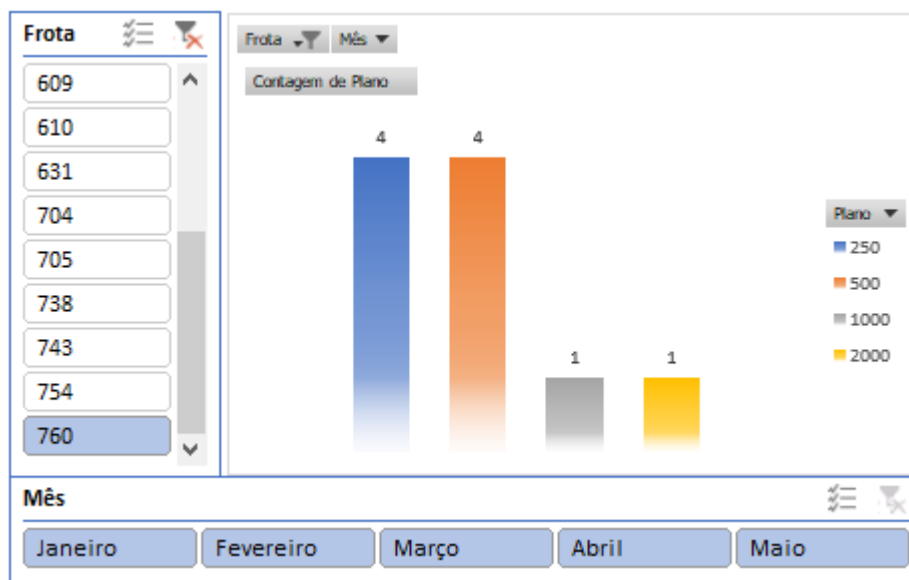 Frota
609
610
631
704
705
738
743
754
760
Frota Mês
Contagem de Plano
4 4
1 1
Plano
250
500
1000
2000
Mês
Janeiro Fevereiro Março Abril Maio